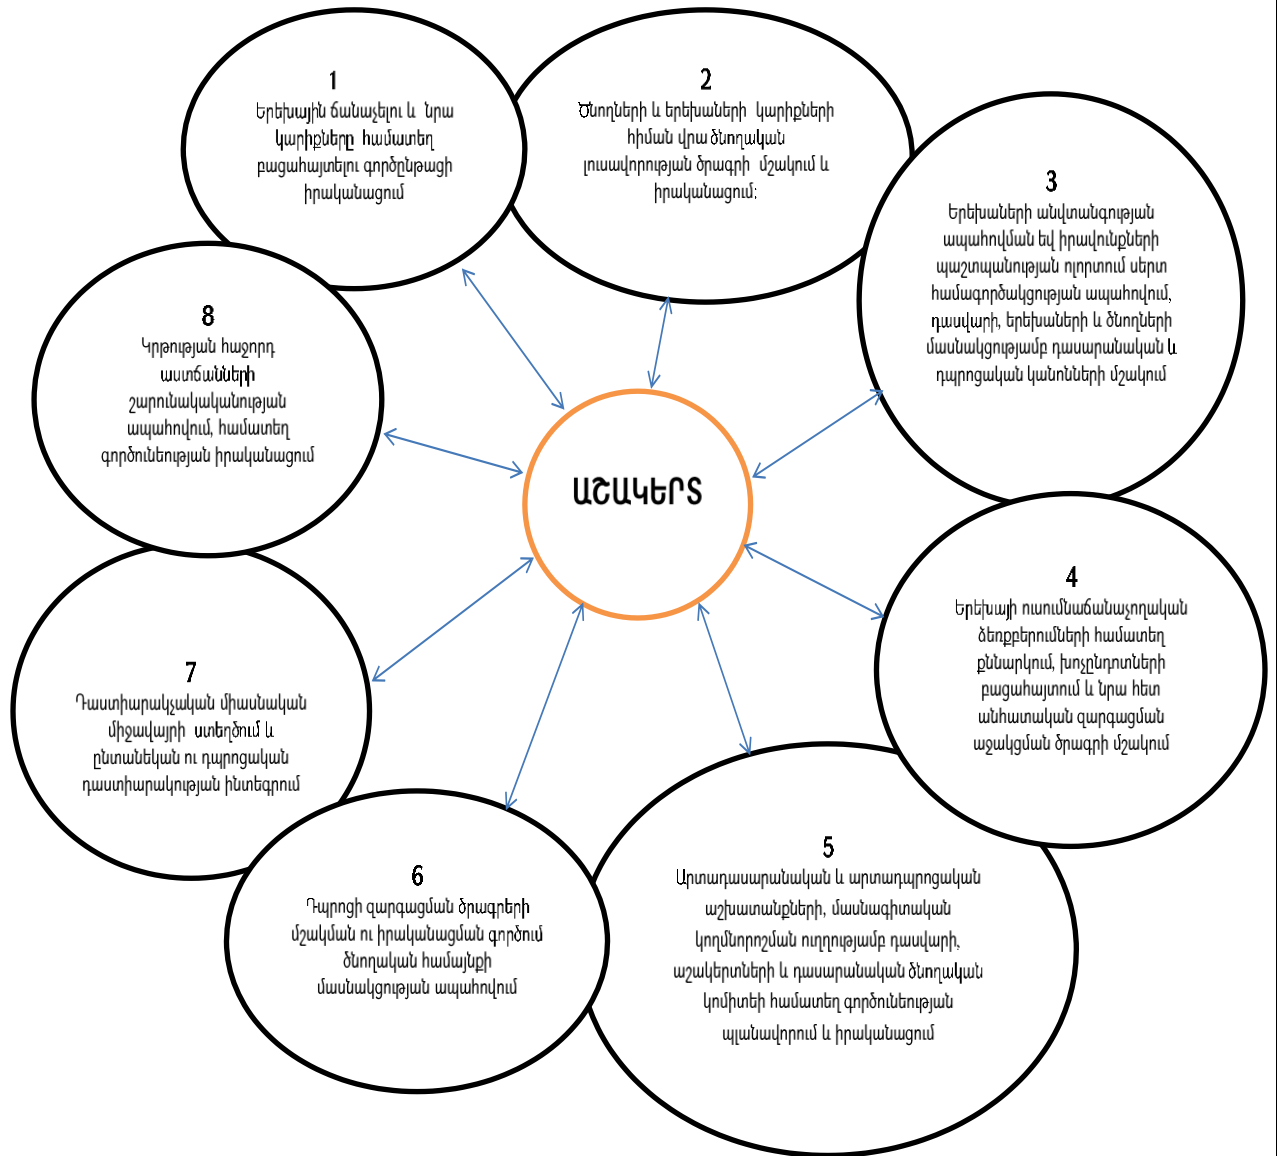 1
Երեխային ճանաչելու և նրա
կարիքները համատեղ
բացահայտելու գործընթացի
իրականացում
2
Ծնողների և երեխաների կարիքների
հիման վրա ծնողական
լուսավորության ծրագրի մշակում և
իրականացում:
3
Երեխաների անվտանգության
ապահովման եվ իրավունքների
պաշտպանության ոլորտում սերտ
համագործակցության ապահովում,
դասվարի, երեխաների և ծնողների
մասնակցությամբ դասարանական և
դպրոցական կանոնների մշակում
4
Երեխայի ուսումնաճանաչողական
ձեռքբերումների համատեղ
քննարկում, խոչընդոտների
բացահայտում և նրա հետ
անհատական զարգացման
աջակցման ծրագրի մշակում
5
Արտադասարանական և արտադպրոցական
աշխատանքների, մասնագիտական
կողմնորոշման ուղղությամբ դասվարի,
աշակերտների և դասարանական ծնողական
կոմիտեի համատեղ գործունեության
պլանավորում և իրականացում
6
Դպրոցի զարգացման ծրագրերի
մշակման ու իրականացման գործում
ծնողական համայնքի
մասնակցության ապահովում
7
Դաստիարակչական միասնական
միջավայրի ստեղծում և
ընտանեկան ու դպրոցական
դաստիարակության ինտեգրում
8
Կրթության հաջորդ
աստճանների
շարունակականության
ապահովում, համատեղ
գործունեության իրականացում
ԱՇԱԿԵՐՏ